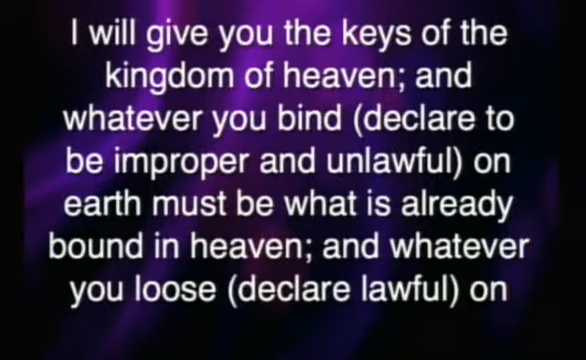 I will give you the keys of the
kingdom of heaven; and
whatever you bind (declare to
be improper and unlawful) on
earth must be what is already
bound in heaven; and whatever
you loose (declare lawful) on